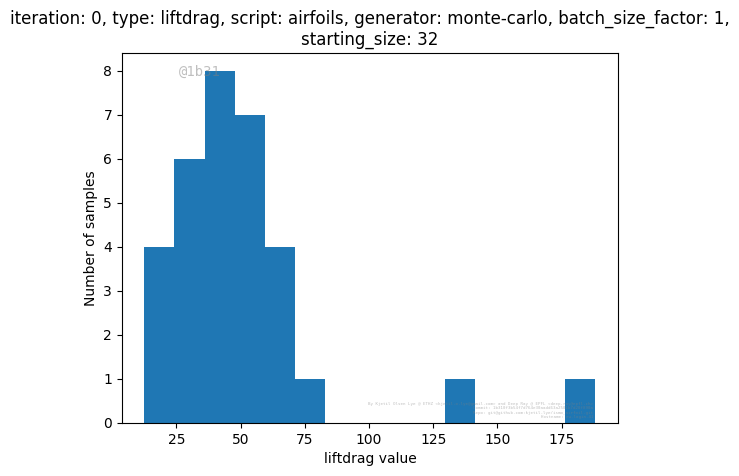 iteration: 0, type: liftdrag, script: airfoils, generator: monte-carlo, batch_size_factor: 1,
starting_size: 32
@1b31
8
7
6
5
4
3
2
1
0
Number of samples
25 50 75 100 125 150 175
liftdrag value